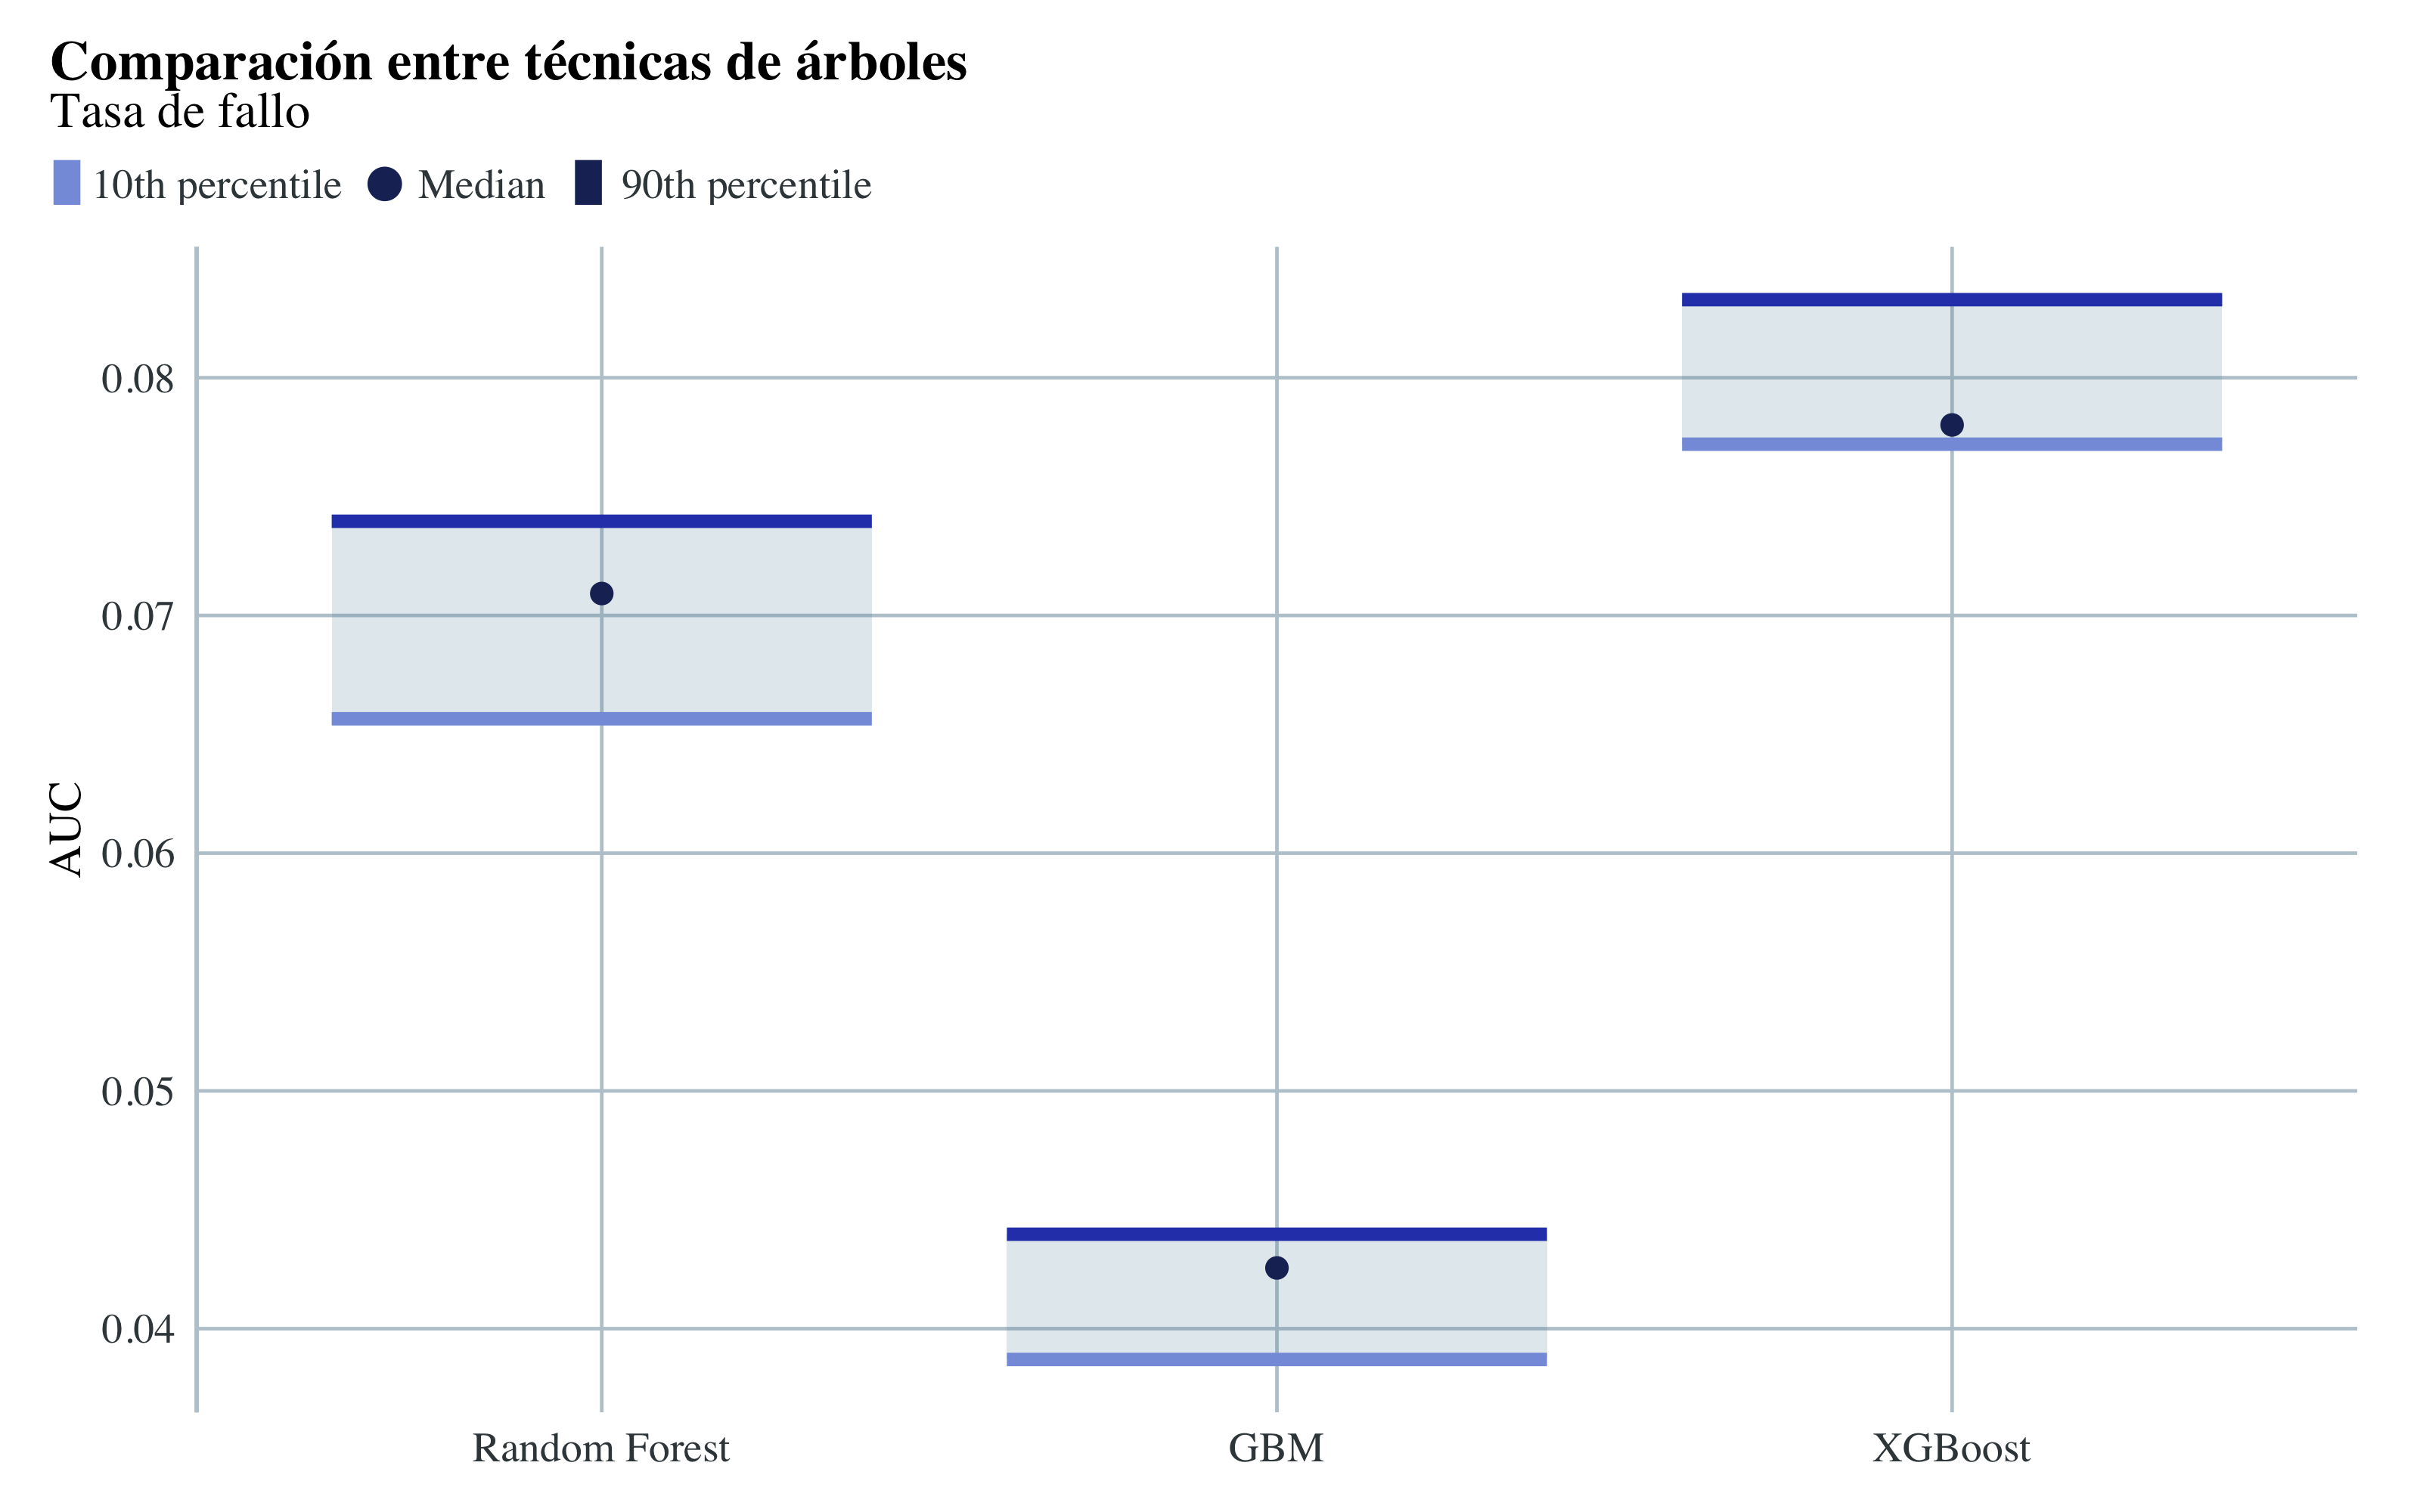 Comparación entre técnicas de árboles
Tasa de fallo
10th percentile Median 90th percentile
0.08
0.07
0.06
0.05
0.04
AUC
Random Forest GBM XGBoost